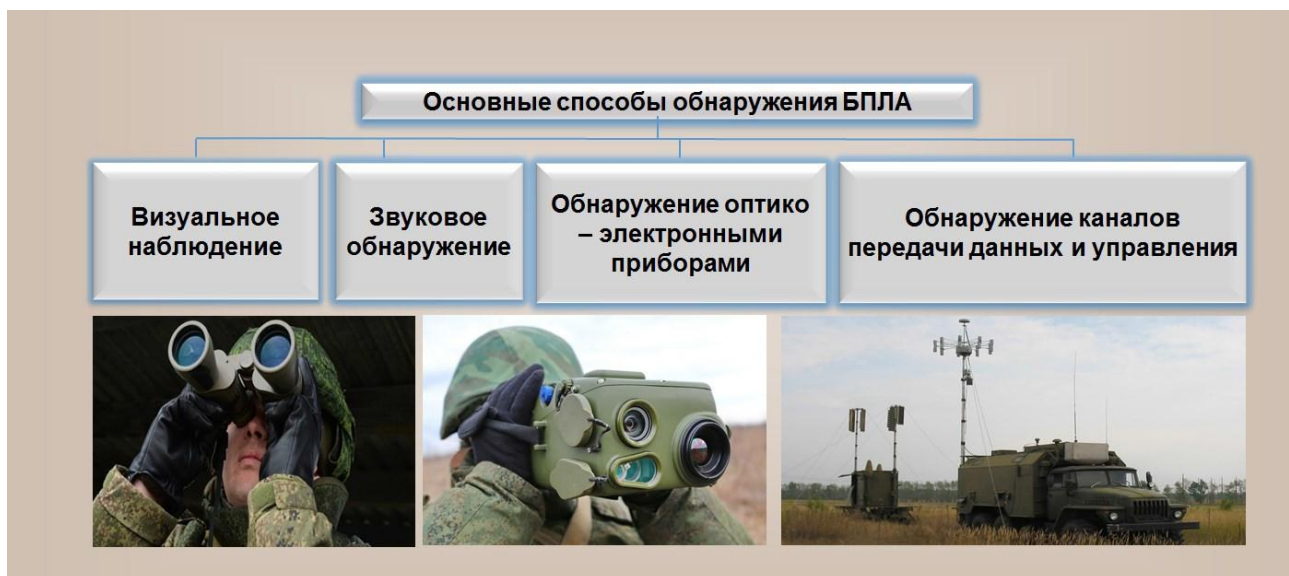 Основные способы обнаружения БПЛА
Визуальное
наблюдение
Звуковое
обнаружение
Обнаружение оптико
– электронными
приборами
Обнаружение каналов
передачи данных и управления